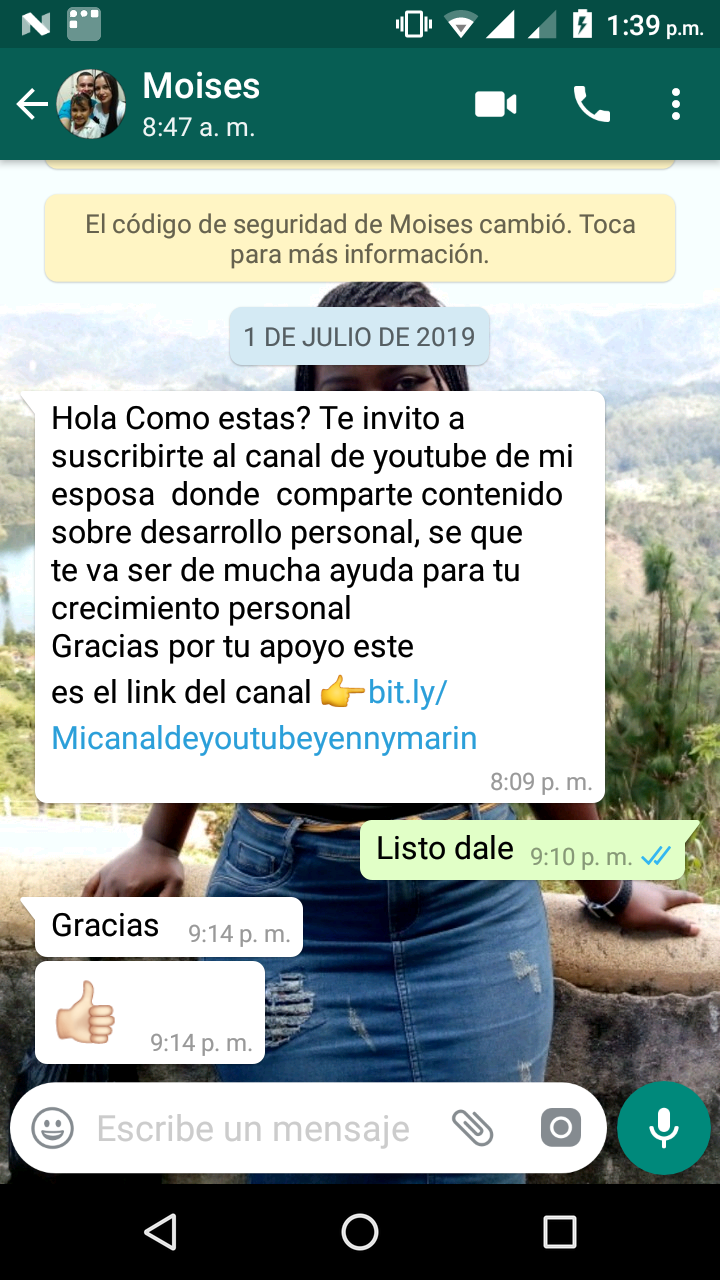 1:39 p.m.
Moises
8:47 a. m.
El código de seguridad de Moises cambió. Toca
para más información.
1 DE JULIO DE 2019
Hola Como estas? Te invito a
suscribirte al canal de youtube de mi
esposa  donde  comparte contenido
sobre desarrollo personal, se que
te va ser de mucha ayuda para tu
crecimiento personal
Gracias por tu apoyo este
es el link del canal 👉bit.ly/
Micanaldeyoutubeyennymarin
8:09 p. m.
Listo dale 9:10 p. m.
Gracias 9:14 p. m.
👍🏻 9:14 p. m.
Escribe un mensaje